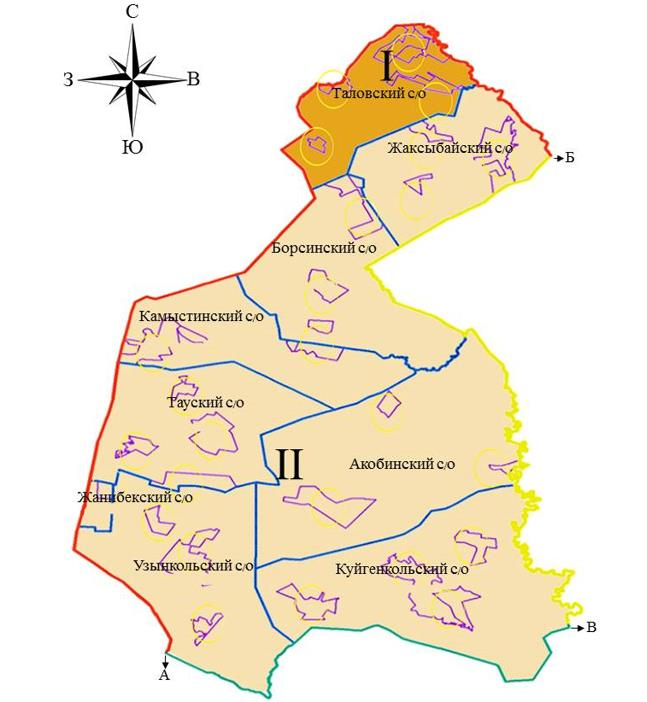 С
З
В
Ю
I
Таловский с/о
Жаксыбайский с/о
Б
Борсинский с/о
Камыстинский с/о
Тауский с/о
II
Акобинский с/о
Жанибекский с/о
Узынкольский с/о
Куйгенкольский с/о
В
А